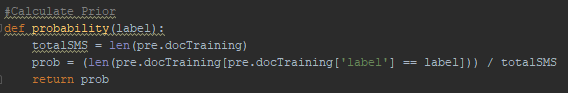 #Calculate Prior
def probability(label):
    totalSMS = len(pre.docTraining)
    prob = (len(pre.docTraining[pre.docTraining['label'] == label])) / totalSMS
    return prob